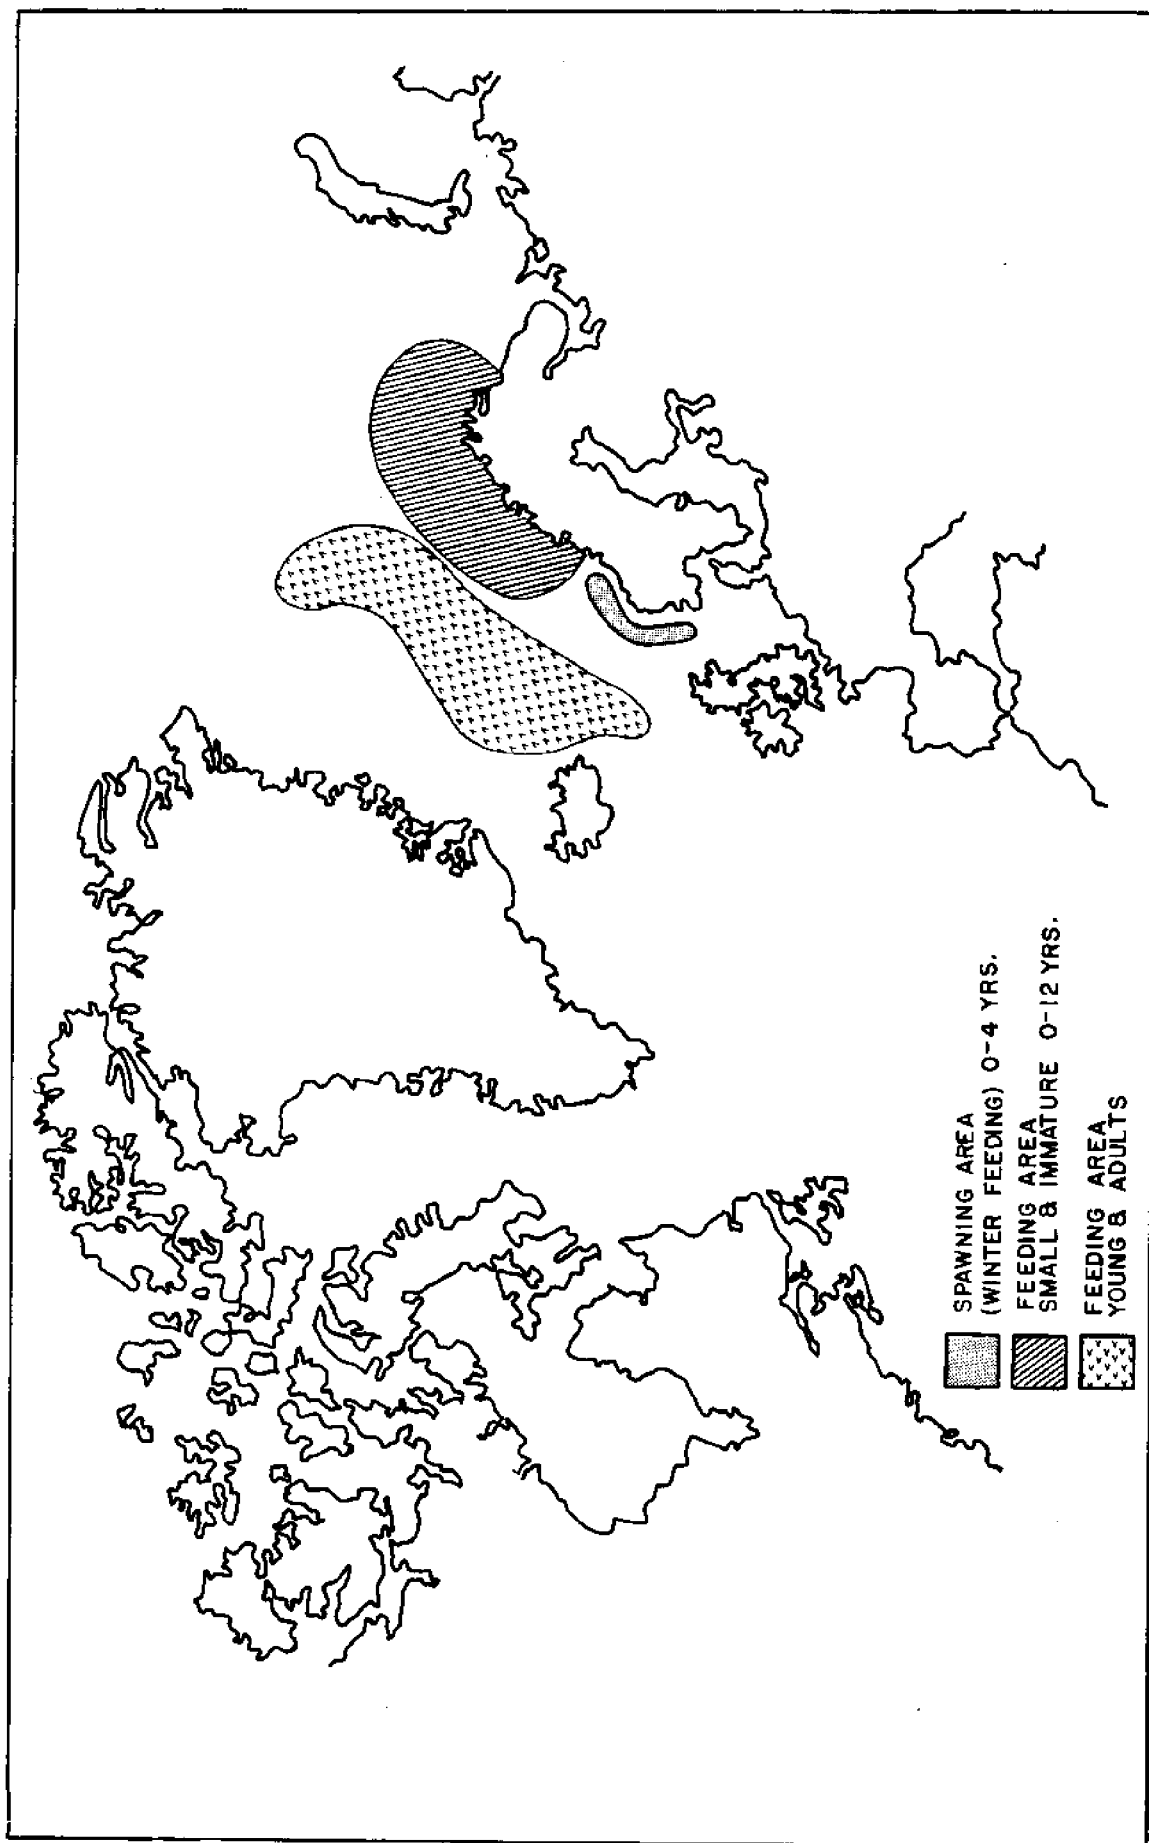 SPAWNING AREA
(WINTER FEEDING) 0-4 YRS.
FEEDING AREA
SMALL & IMMATURE 0-12 YRS.
FEEDING AREA
YOUNG & ADULTS